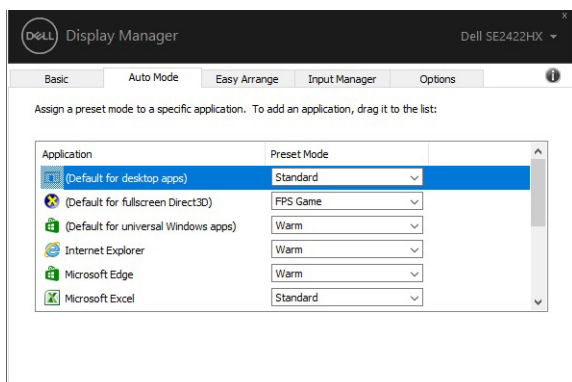 DELL Display Manager Dell SE2422HX
x
Basic Auto Mode Easy Arrange Input Manager Options i
Assign a preset mode to a specific application. To add an application, drag it to the list:
Application Preset Mode
(Default for desktop apps) Standard
(Default for fullscreen Direct3D) FPS Game
(Default for universal Windows apps) Warm
Internet Explorer Warm
Microsoft Edge Warm
Microsoft Excel Standard